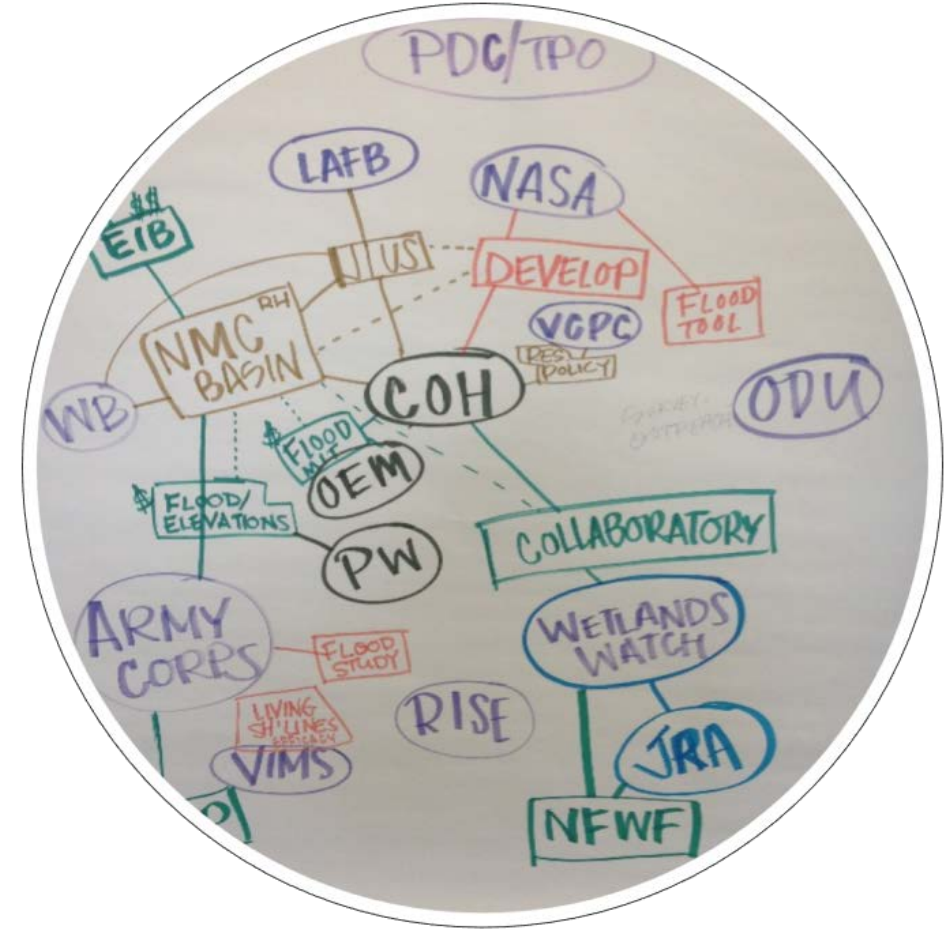 PDC/TPO
LAFB
NASA
$$
EIB
JLUS
DEVELOP
RH
NMC
BASIN
FLOOD
TOOL
VCPC
RES
POLICY
COH
WB
ODU
SURVEY
OUTREACH
$ FLOOD
MIT
OEM
$ FLOOD/
ELEVATIONS
COLLABORATORY
PW
ARMY
CORPS
WETLANDS
WATCH
FLOOD
STUDY
LIVING
SH'LINES
RISE
VIMS
JRA
NFWF